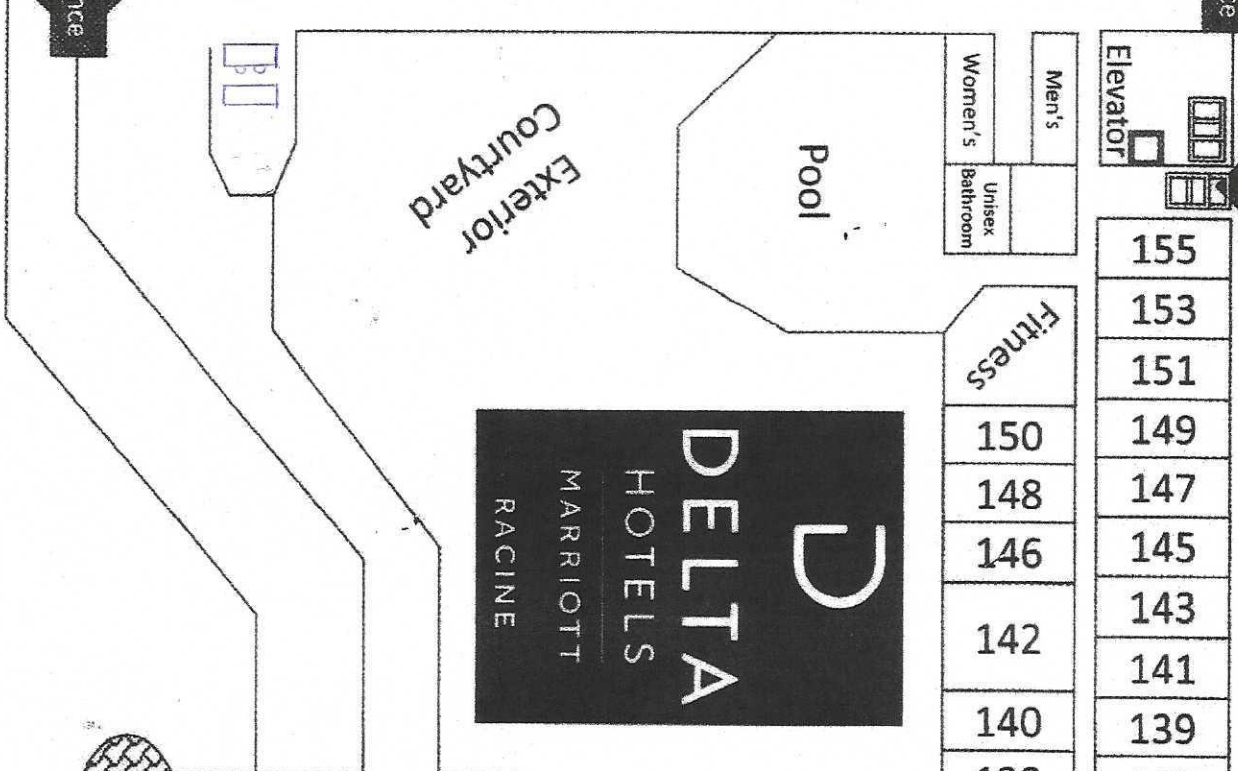 nce
ce
Elevator
Men's
Women's
Unisex
Bathroom
Pool
Exterior
Courtyard
Fitness
155
153
151
149
147
145
143
141
139
150
148
146
142
140
D
DELTA
HOTELS
MARRIOTT
RACINE